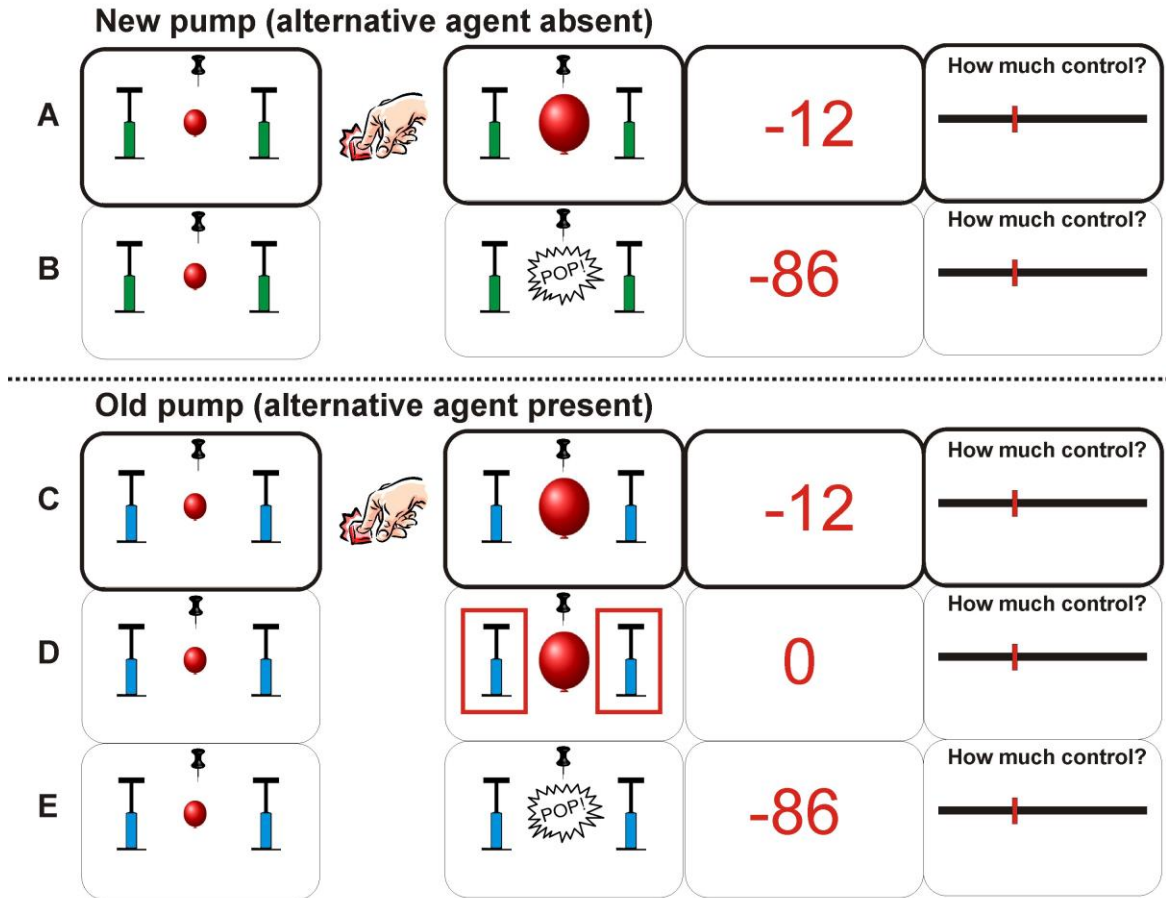 New pump (alternative agent absent)
How much control?
A
-12
How much control?
B
POP!
-86
Old pump (alternative agent present)
How much control?
C
-12
How much control?
D
0
How much control?
E
POP!
-86